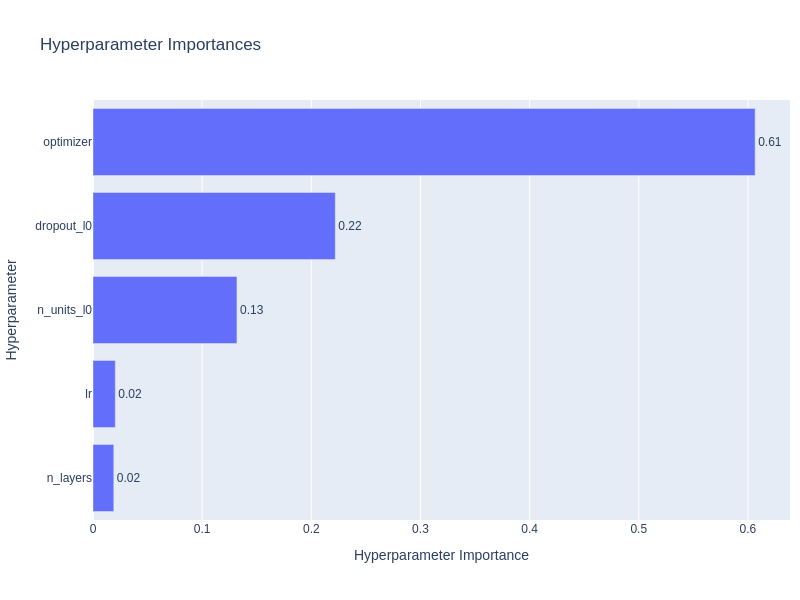 Hyperparameter Importances
Hyperparameter
optimizer 0.61
dropout_l0 0.22
n_units_l0 0.13
lr 0.02
n_layers 0.02
0 0.1 0.2 0.3 0.4 0.5 0.6
Hyperparameter Importance